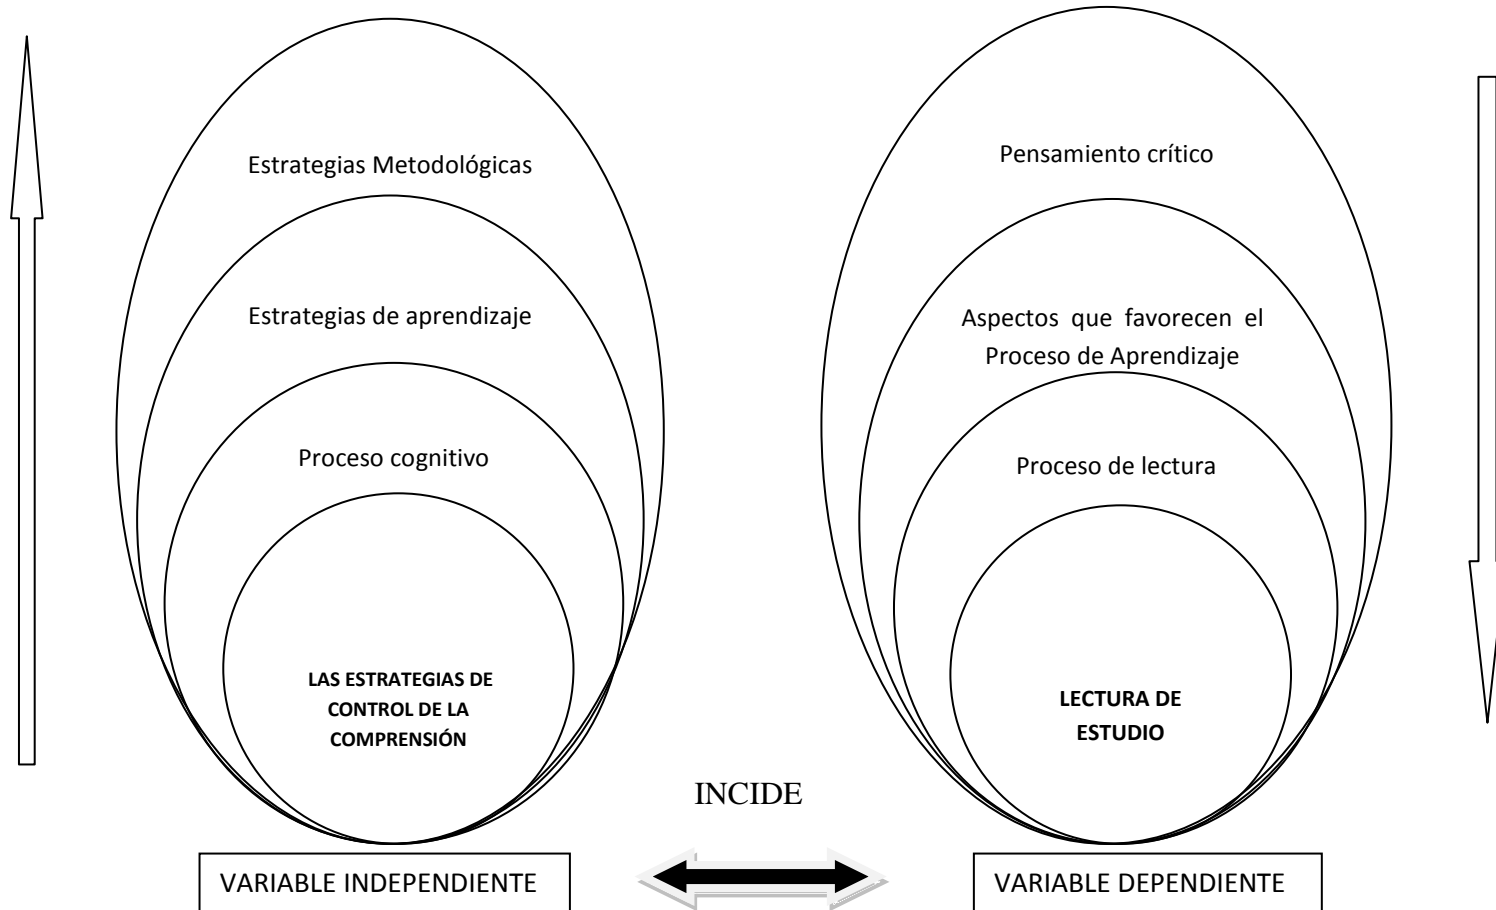 Estrategias Metodológicas
Estrategias de aprendizaje
Proceso cognitivo
LAS ESTRATEGIAS DE
CONTROL DE LA
COMPRENSIÓN
VARIABLE INDEPENDIENTE
INCIDE
Pensamiento crítico
Aspectos que favorecen el
Proceso de Aprendizaje
Proceso de lectura
LECTURA DE
ESTUDIO
VARIABLE DEPENDIENTE